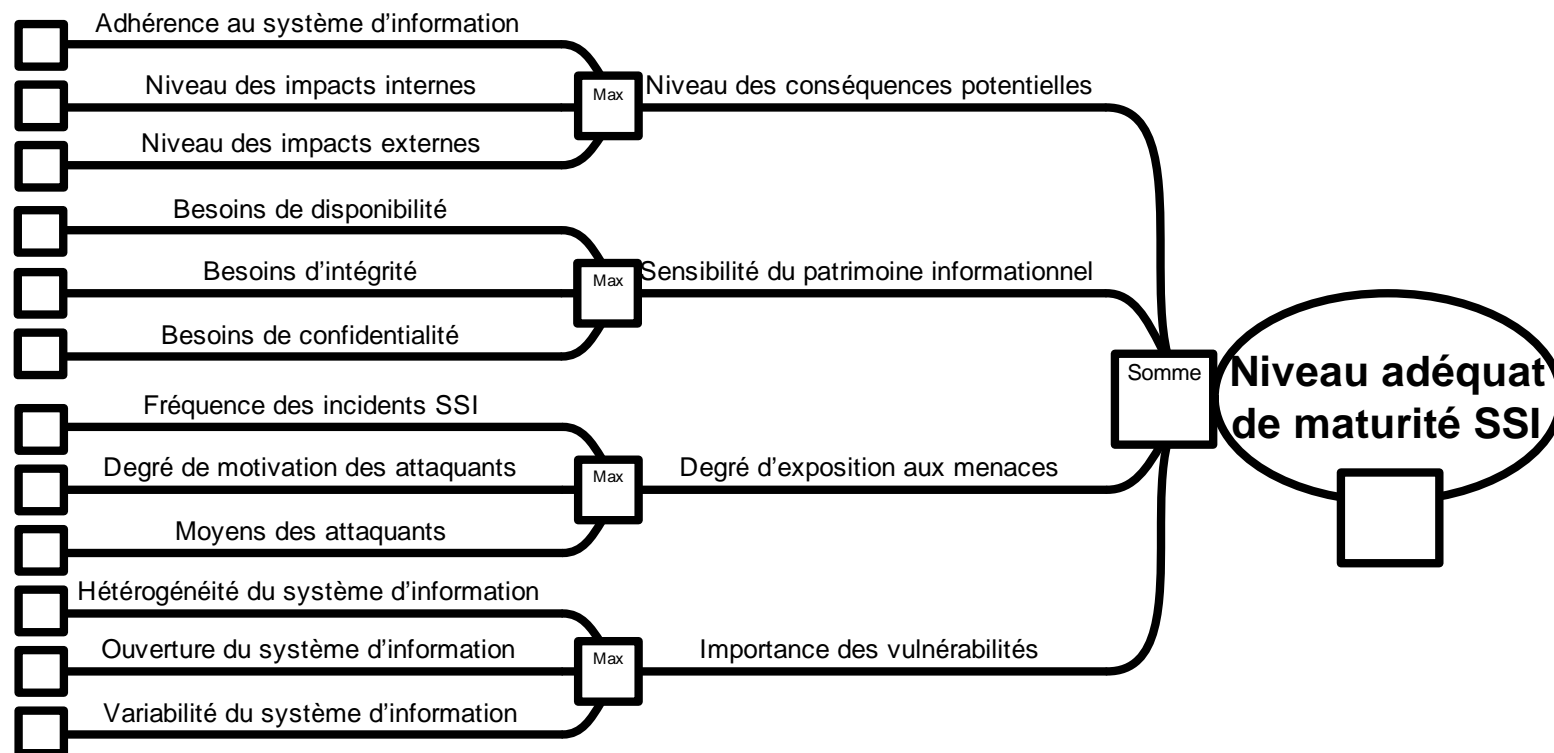 Adhérence au système d'information
Niveau des impacts internes
Niveau des impacts externes
Max
Niveau des conséquences potentielles
Besoins de disponibilité
Besoins d'intégrité
Besoins de confidentialité
Max
Sensibilité du patrimoine informationnel
Fréquence des incidents SSI
Degré de motivation des attaquants
Moyens des attaquants
Max
Degré d'exposition aux menaces
Hétérogénéité du système d'information
Ouverture du système d'information
Variabilité du système d'information
Max
Importance des vulnérabilités
Somme
Niveau adéquat
de maturité SSI